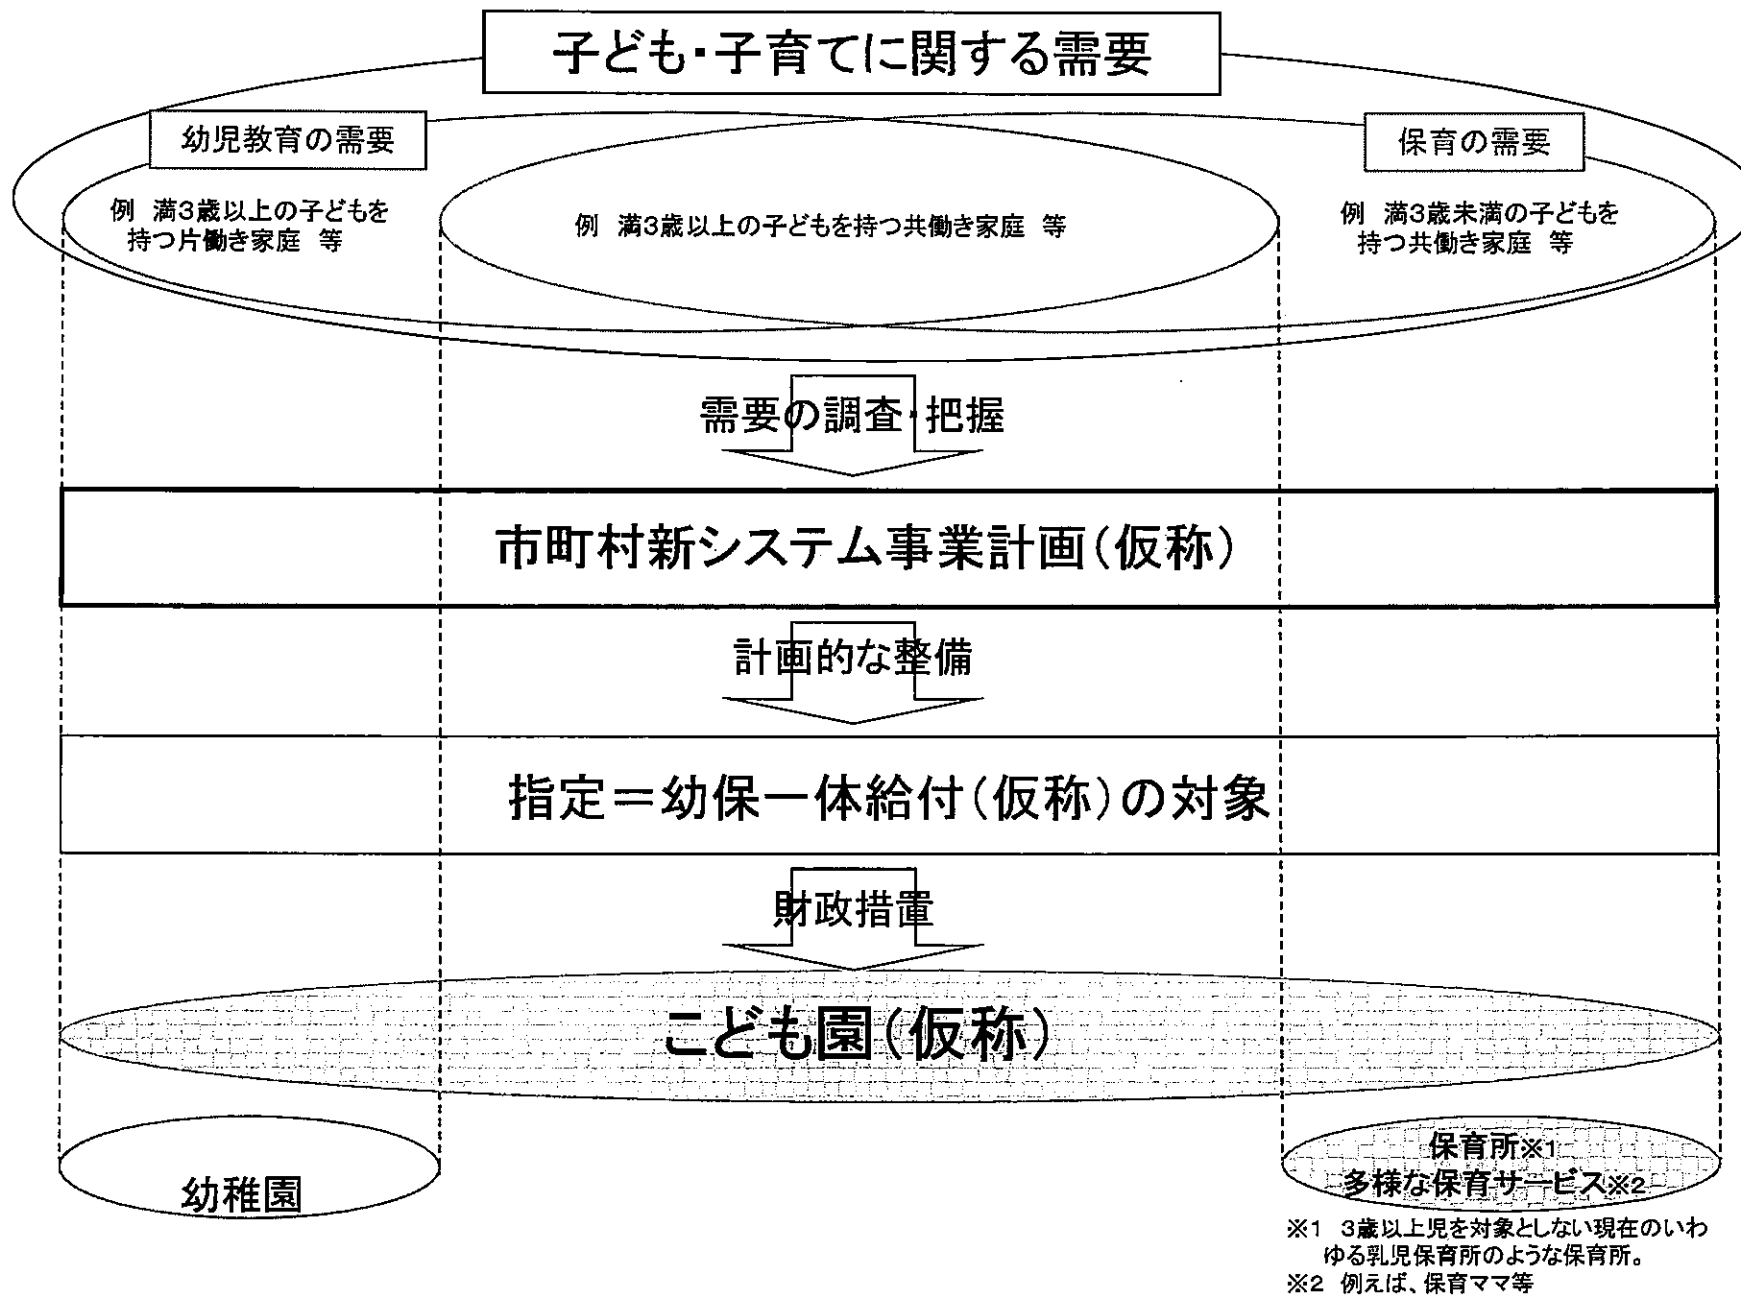 子ども・子育てに関する需要
幼児教育の需要
保育の需要
例　満3歳以上の子どもを
持つ片働き家庭　等
例　満3歳以上の子どもを持つ共働き家庭　等
例　満3歳未満の子どもを
持つ共働き家庭　等
需要の調査・把握
市町村新システム事業計画(仮称)
計画的な整備
指定＝幼保一体給付(仮称)の対象
財政措置
こども園(仮称)
幼稚園
保育所※1
多様な保育サービス※2
※1　3歳以上児を対象としない現在のいわ
ゆる乳児保育所のような保育所。
※2　例えば、保育ママ等